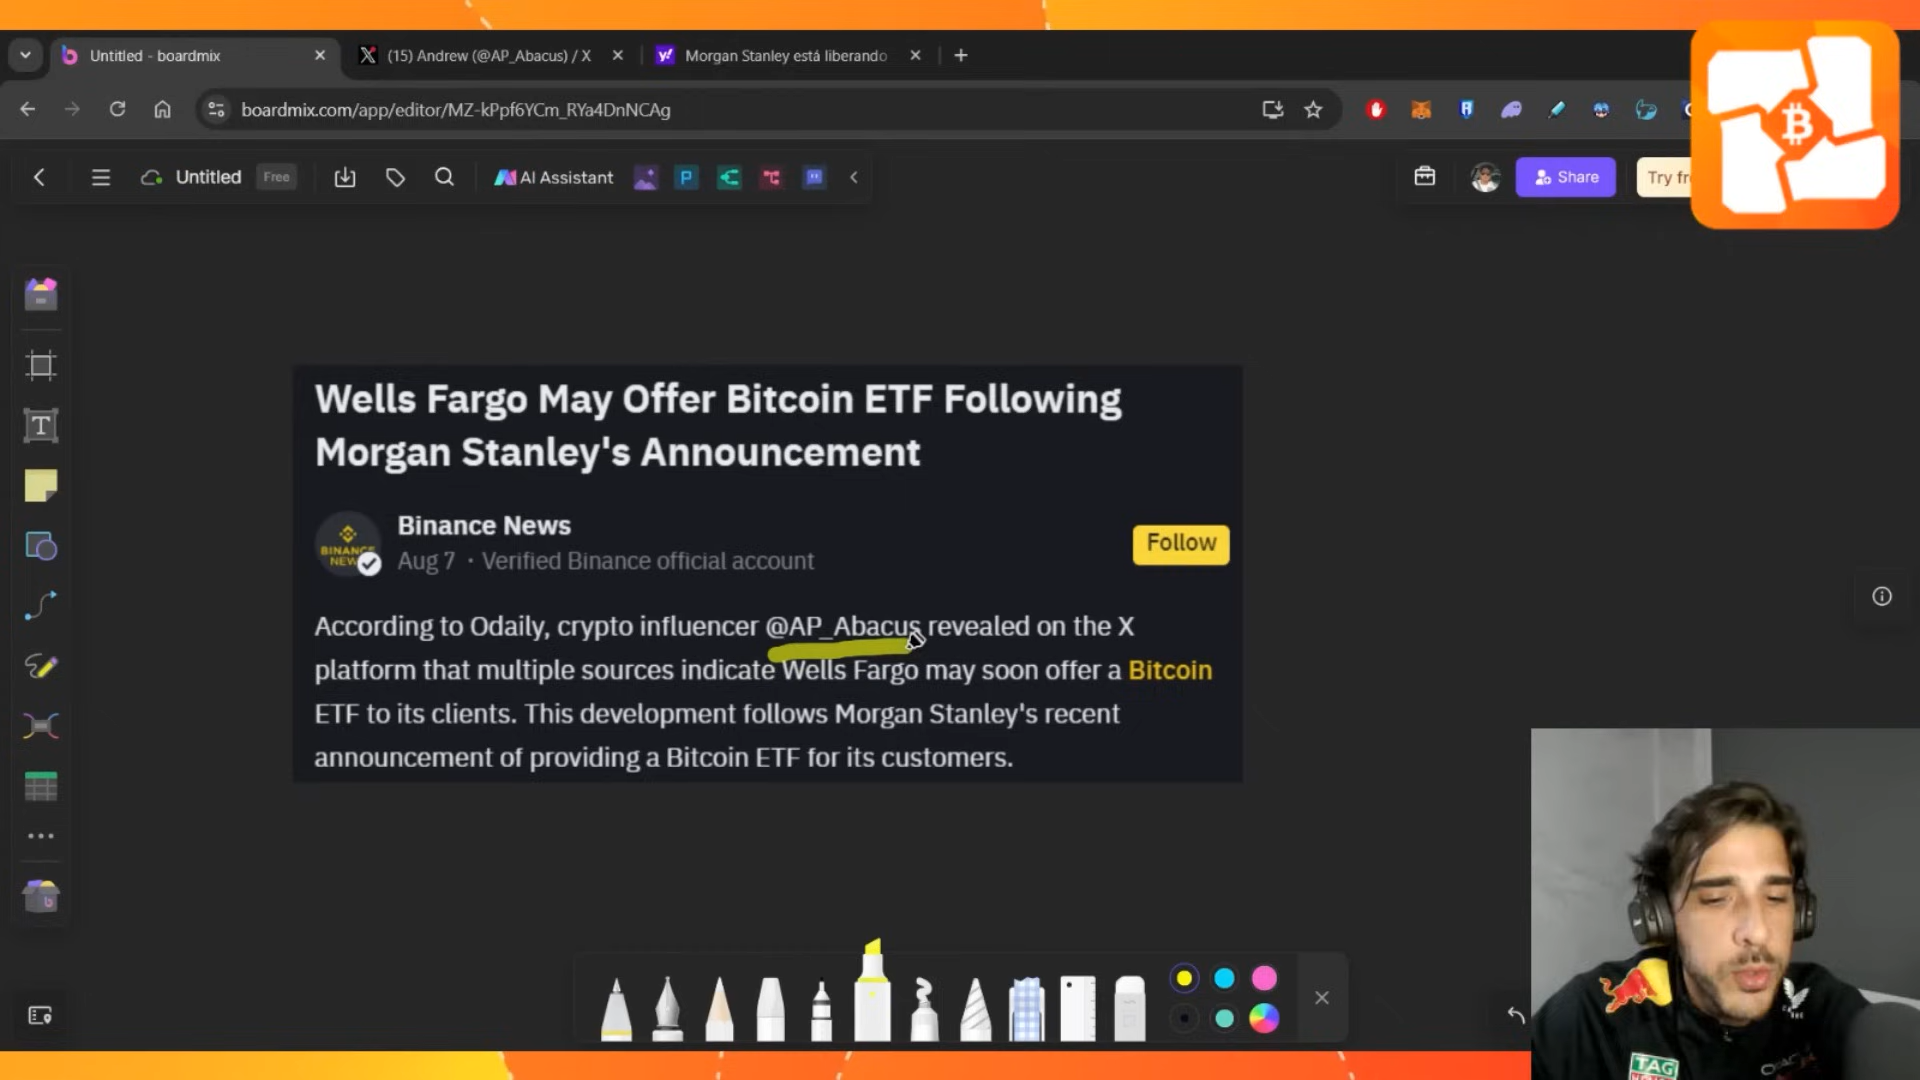 Untitled - boardmix
(15) Andrew (@AP_Abacus) / X
Morgan Stanley está liberando
boardmix.com/app/editor/MZ-kPpf6YCm_RYa4DnNCAg
Untitled
Free
AI Assistant
Share
Wells Fargo May Offer Bitcoin ETF Following
Morgan Stanley's Announcement
Binance News
Aug 7 · Verified Binance official account
Follow
According to Odaily, crypto influencer @AP_Abacus revealed on the X
platform that multiple sources indicate Wells Fargo may soon offer a Bitcoin
ETF to its clients. This development follows Morgan Stanley's recent
announcement of providing a Bitcoin ETF for its customers.
TAG